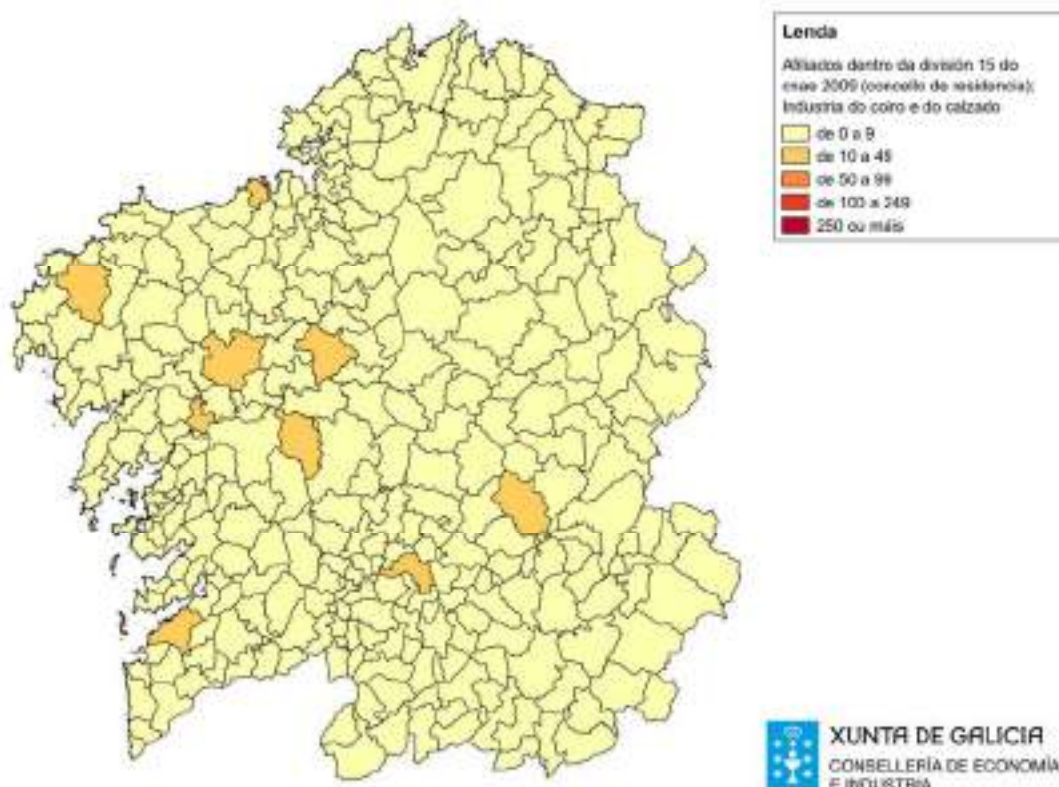 Lenda
Afiliados dentro da división 15 do
cnae 2009 (concello de residencia):
Industria do coiro e do calzado
de 0 a 9
de 10 a 49
de 50 a 99
de 100 a 249
250 ou máis
XUNTA DE GALICIA
CONSELLERÍA DE ECONOMÍA
E INDUSTRIA